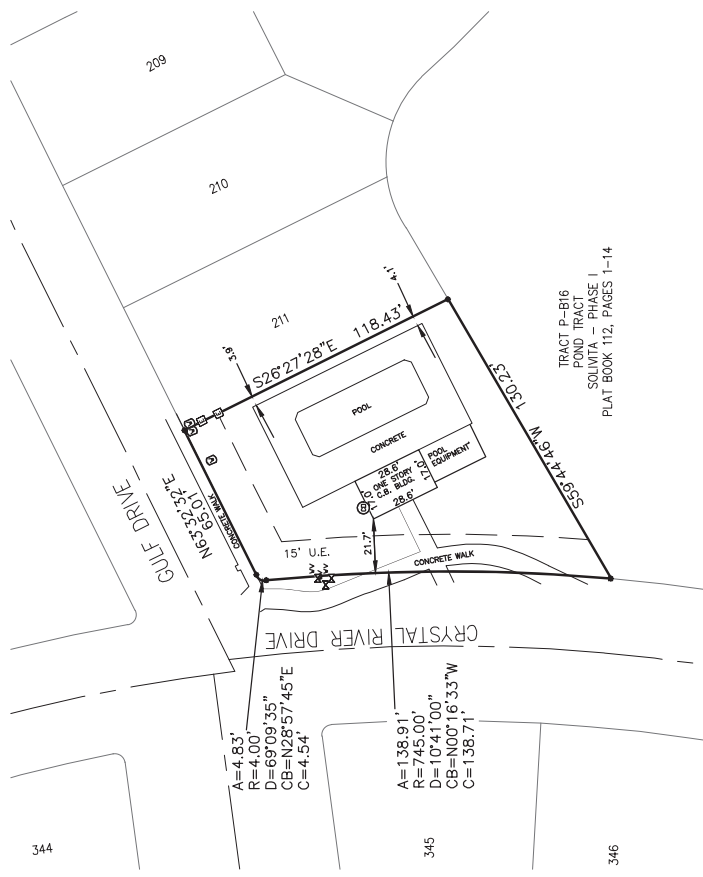 209
210
211
GULF DRIVE
N63°32'32"E
65.01'
CONCRETE WALK
3.9'
S26°27'28"E 118.43'
4.1'
POOL
CONCRETE
POOL
EQUIPMENT
28.6'
ONE STORY
C.B. BLDG.
28.6'
17.0'
17.0'
21.7'
15' U.E.
CONCRETE WALK
S59°44'46"W 130.23'
TRACT P-B16
POND TRACT
SOLIVITA - PHASE I
PLAT BOOK 112, PAGES 1-14
CRYSTAL RIVER DRIVE
A=4.83'
R=4.00'
D=69°09'35"
CB=N28°57'45"E
C=4.54'
A=138.91'
R=745.00'
D=10°41'00"
CB=N00°16'33"W
C=138.71'
344
345
346